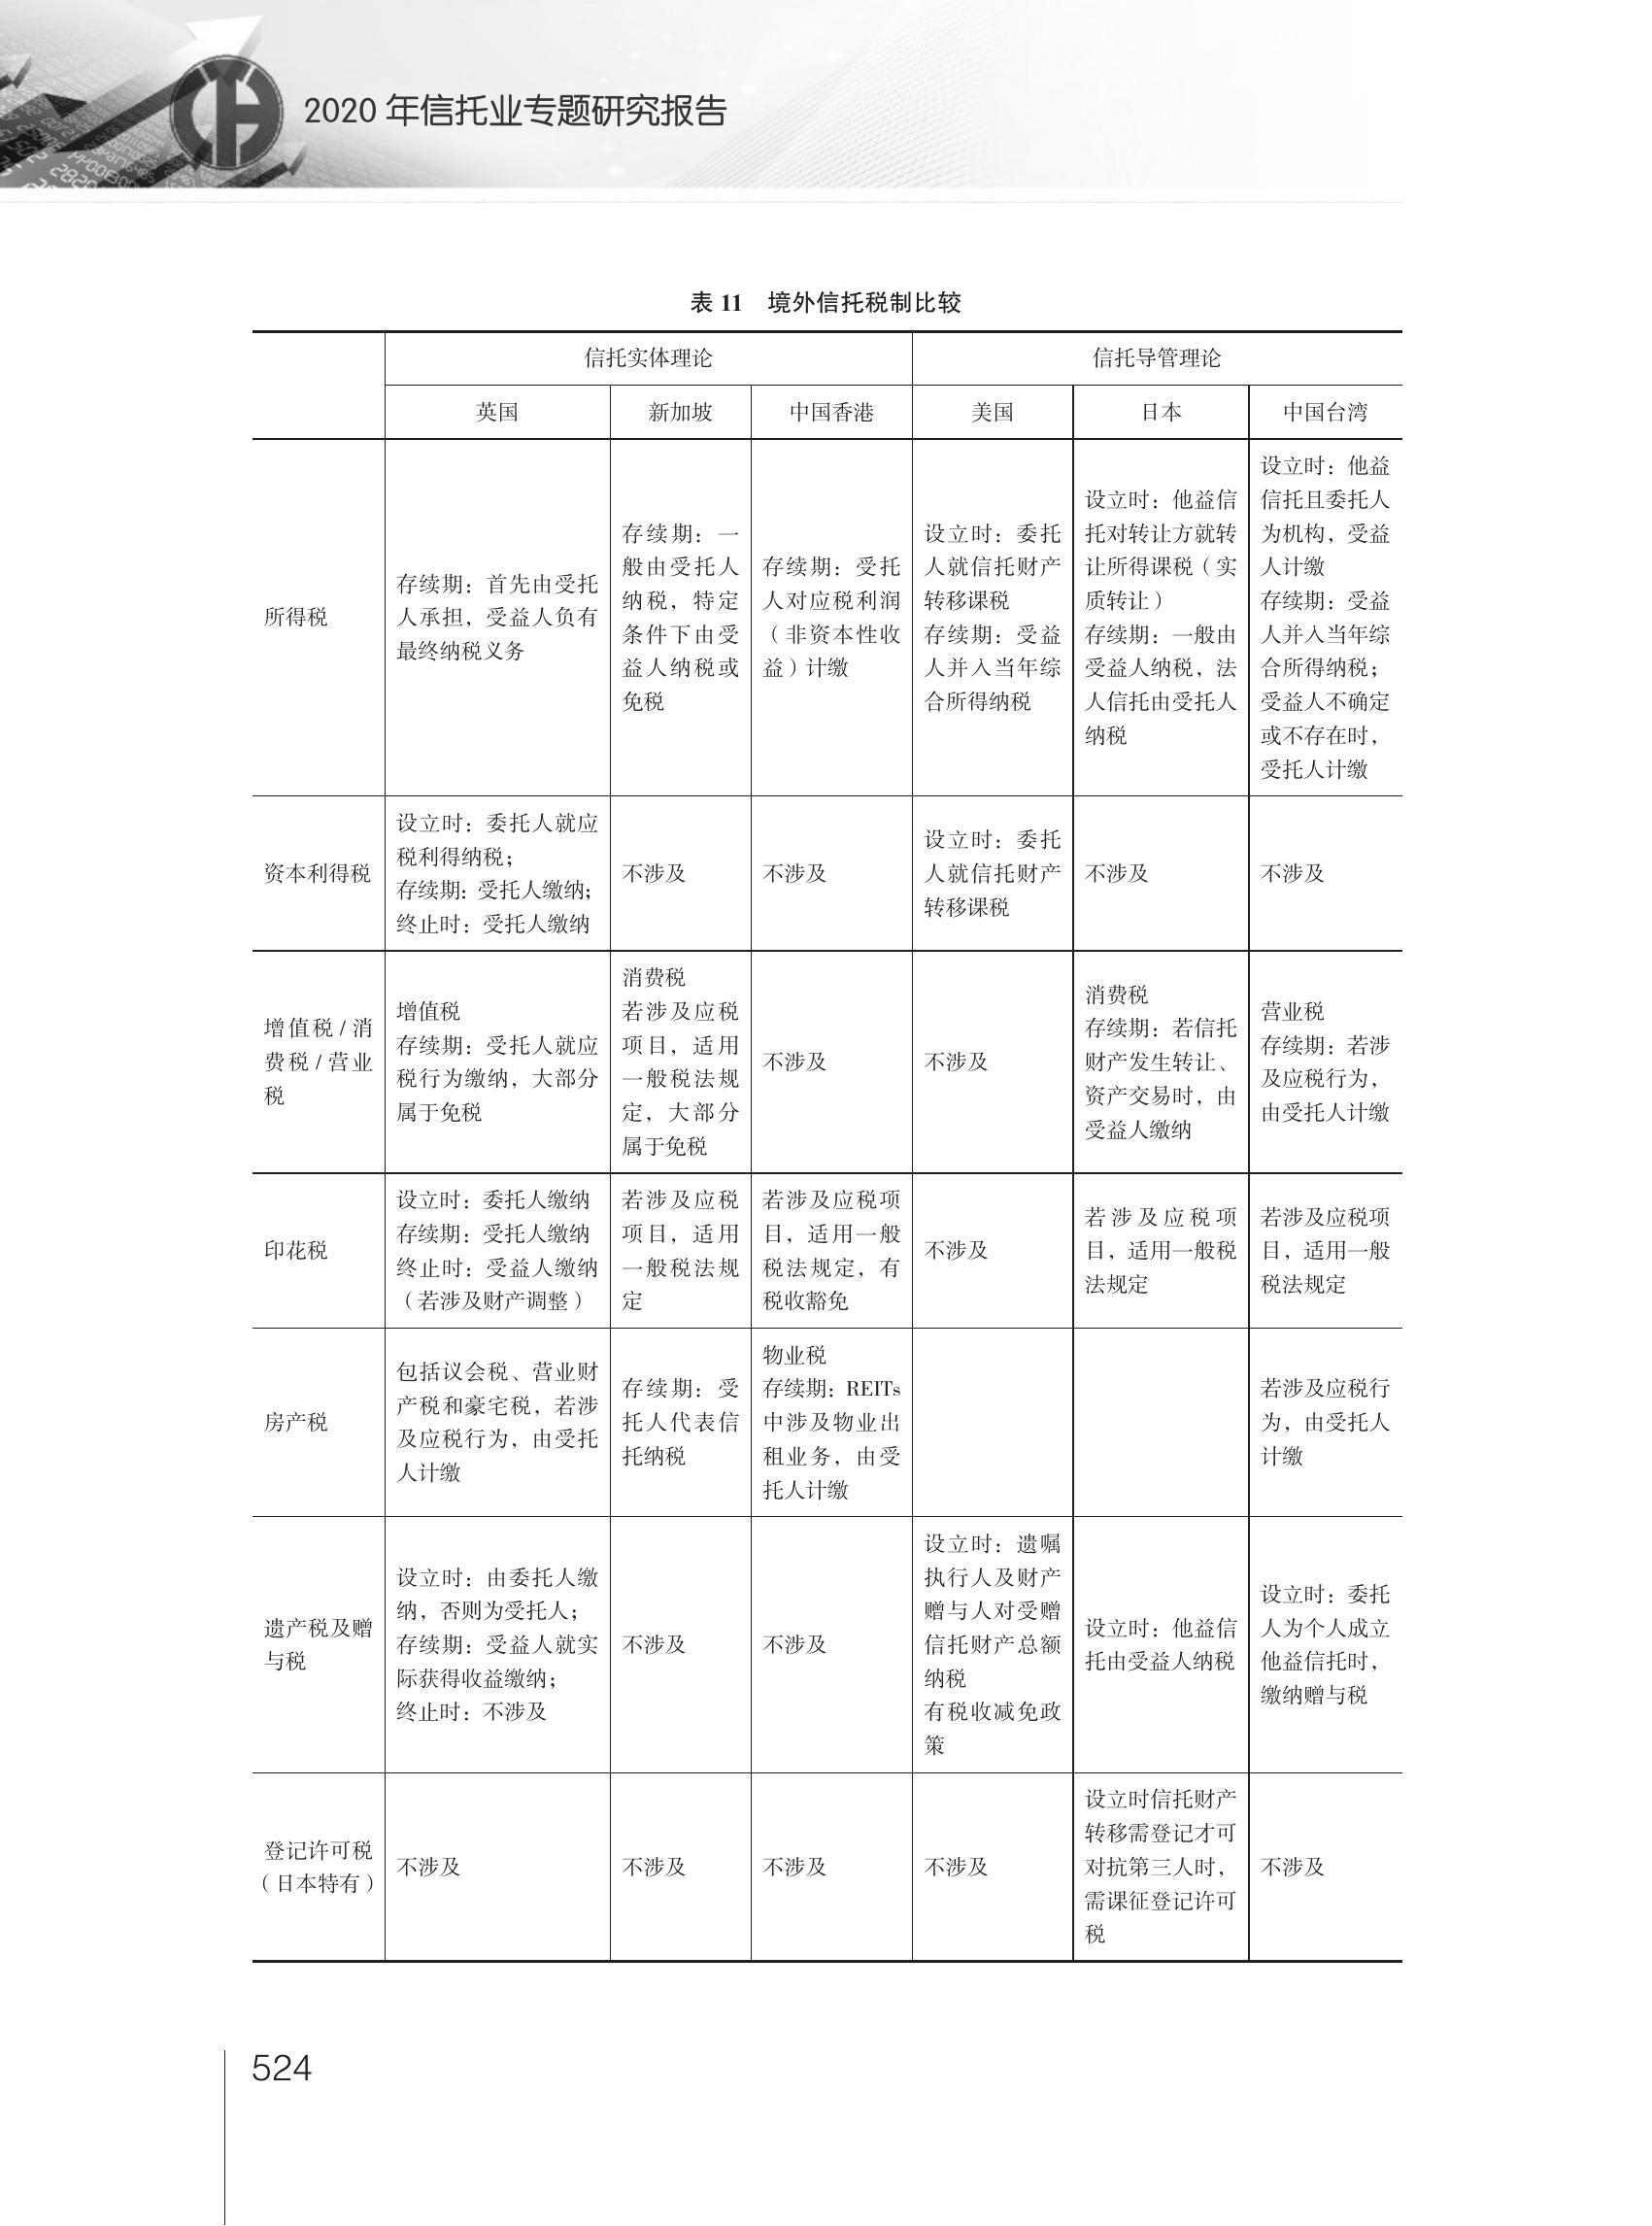 2020 年信托业专题研究报告
表 11　境外信托税制比较
信托实体理论
信托导管理论
英国
新加坡
中国香港
美国
日本
中国台湾
所得税
存续期：首先由受托
人承担，受益人负有
最终纳税义务
存续期：一
般由受托人
纳税，特定
条件下由受
益人纳税或
免税
存续期：受托
人对应税利润
（非资本性收
益）计缴
设立时：委托
人就信托财产
转移课税
存续期：受益
人并入当年综
合所得纳税
设立时：他益信
托对转让方就转
让所得课税（实
质转让）
存续期：一般由
受益人纳税，法
人信托由受托人
纳税
设立时：他益
信托且委托人
为机构，受益
人计缴
存续期：受益
人并入当年综
合所得纳税；
受益人不确定
或不存在时，
受托人计缴
资本利得税
设立时：委托人就应
税利得纳税；
存续期：受托人缴纳；
终止时：受托人缴纳
不涉及
不涉及
设立时：委托
人就信托财产
转移课税
不涉及
不涉及
增值税 / 消
费税 / 营业
税
增值税
存续期：受托人就应
税行为缴纳，大部分
属于免税
消费税
若涉及应税
项目，适用
一般税法规
定，大部分
属于免税
不涉及
不涉及
消费税
存续期：若信托
财产发生转让、
资产交易时，由
受益人缴纳
营业税
存续期：若涉
及应税行为，
由受托人计缴
印花税
设立时：委托人缴纳
存续期：受托人缴纳
终止时：受益人缴纳
（若涉及财产调整）
若涉及应税
项目，适用
一般税法规
定
若涉及应税项
目，适用一般
税法规定，有
税收豁免
不涉及
若涉及应税项
目，适用一般税
法规定
若涉及应税项
目，适用一般
税法规定
房产税
包括议会税、营业财
产税和豪宅税，若涉
及应税行为，由受托
人计缴
存续期：受
托人代表信
托纳税
物业税
存续期：REITs
中涉及物业出
租业务，由受
托人计缴
若涉及应税行
为，由受托人
计缴
遗产税及赠
与税
设立时：由委托人缴
纳，否则为受托人；
存续期：受益人就实
际获得收益缴纳；
终止时：不涉及
不涉及
不涉及
设立时：遗嘱
执行人及财产
赠与人对受赠
信托财产总额
纳税
有税收减免政
策
设立时：他益信
托由受益人纳税
设立时：委托
人为个人成立
他益信托时，
缴纳赠与税
登记许可税
（日本特有）
不涉及
不涉及
不涉及
不涉及
设立时信托财产
转移需登记才可
对抗第三人时，
需课征登记许可
税
不涉及
524